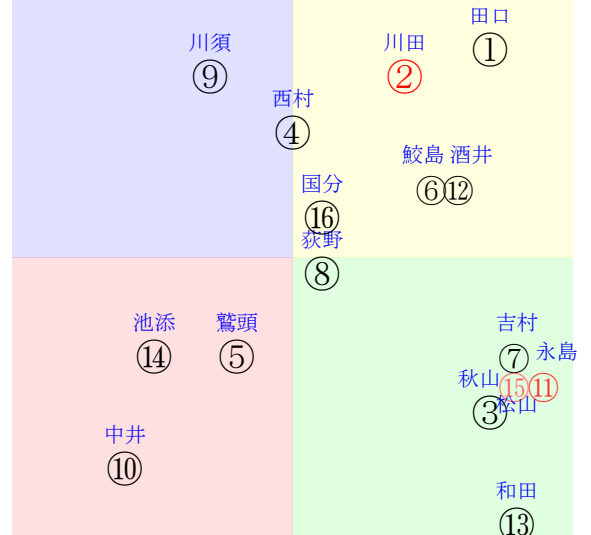 田口
①
川須
川田
⑨
②
西村
④
鮫島 酒井
⑥⑫
国分
⑯
荻野
⑧
池添
鷲頭
吉村
⑭
⑤
⑦
永島
秋山
⑮⑪
松山
③
中井
⑩
和田
⑬